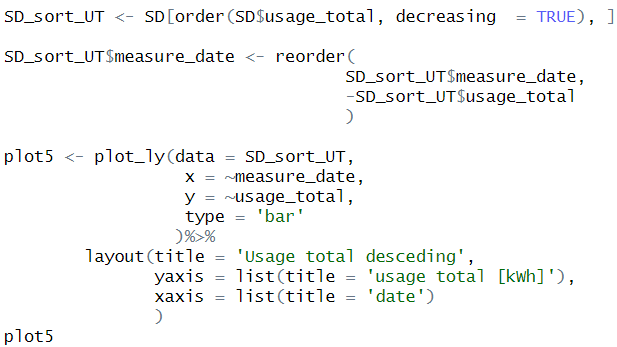 SD_sort_UT <- SD[order(SD$usage_total, decreasing  = TRUE), ]
SD_sort_UT$measure_date <- reorder(
SD_sort_UT$measure_date,
-SD_sort_UT$usage_total
)
plot5 <- plot_ly(data = SD_sort_UT,
x = ~measure_date,
y = ~usage_total,
type = 'bar'
)%>%
layout(title = 'Usage total desceding',
yaxis = list(title = 'usage total [kWh]'),
xaxis = list(title = 'date')
)
plot5